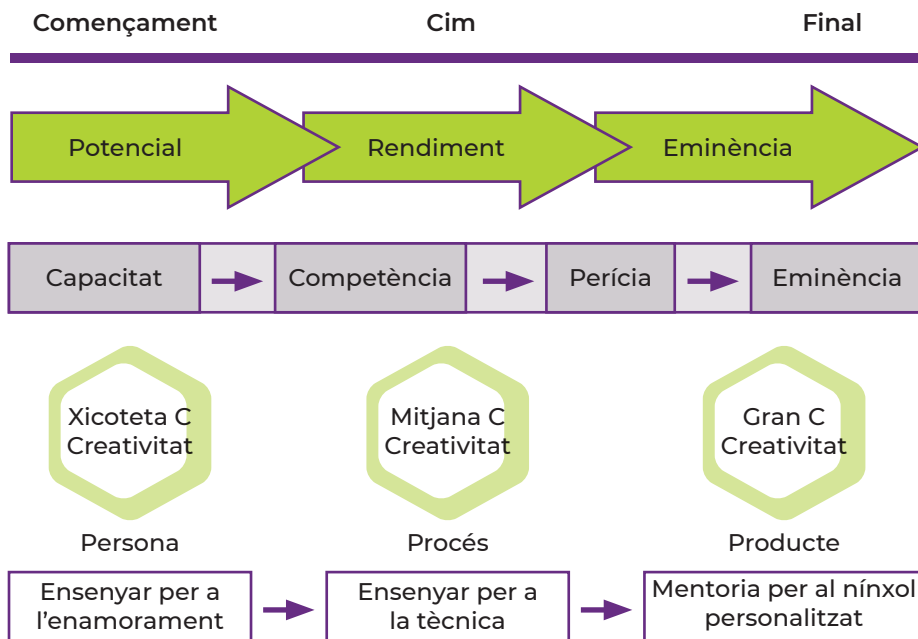 Començament
Cim
Final
Potencial
Rendiment
Eminència
Capacitat
Competència
Perícia
Eminència
Xicoteta C
Creativitat
Mitjana C
Creativitat
Gran C
Creativitat
Persona
Procés
Producte
Ensenyar per a
l’enamorament
Ensenyar per a
la tècnica
Mentoria per al nínxol
personalitzat